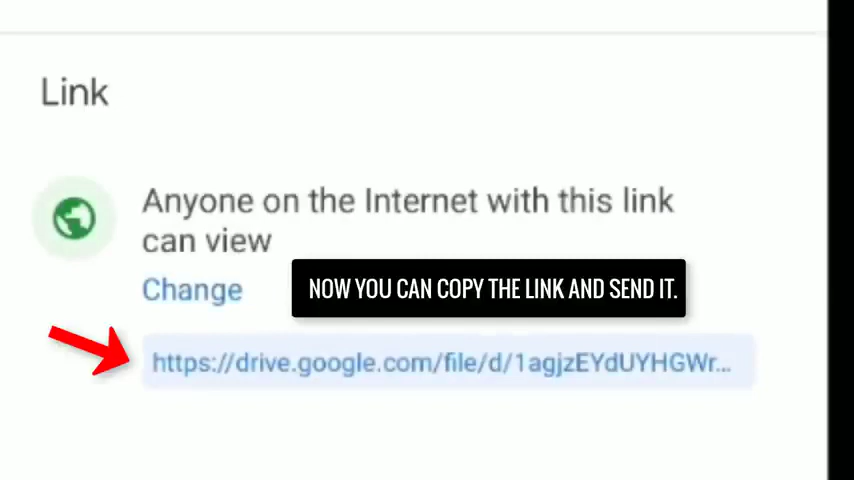 Link
Anyone on the Internet with this link
can view
Change
NOW YOU CAN COPY THE LINK AND SEND IT.
https://drive.google.com/file/d/1agjzEYdUYHGWr...